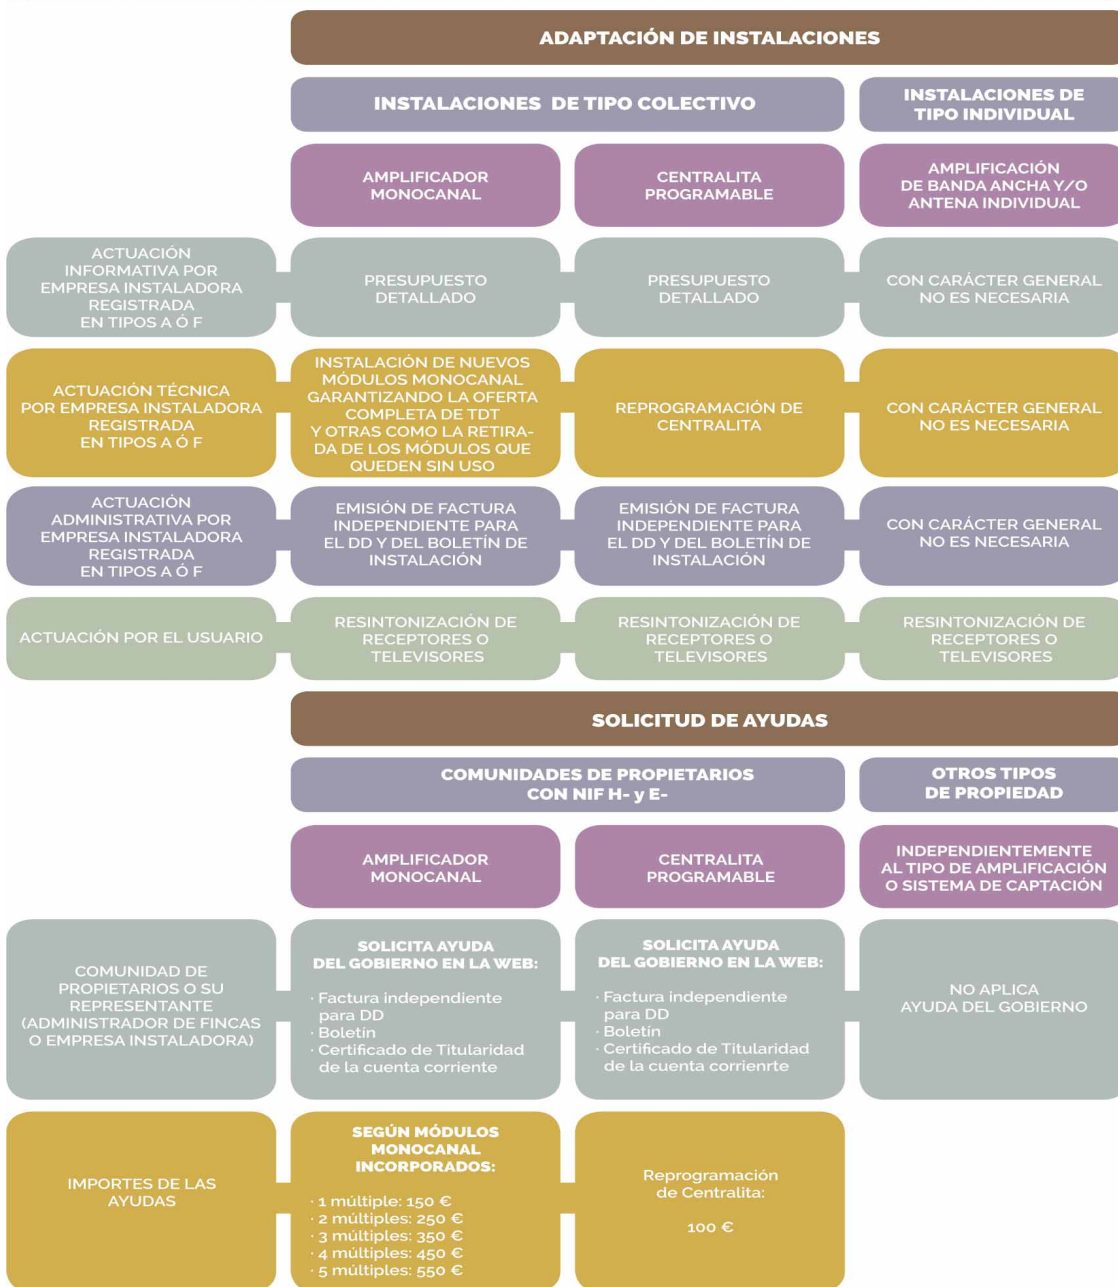 ADAPTACIÓN DE INSTALACIONES
INSTALACIONES DE TIPO COLECTIVO
INSTALACIONES DE
TIPO INDIVIDUAL
AMPLIFICADOR
MONOCANAL
CENTRALITA
PROGRAMABLE
AMPLIFICACIÓN
DE BANDA ANCHA Y/O
ANTENA INDIVIDUAL
ACTUACIÓN
INFORMATIVA POR
EMPRESA INSTALADORA
REGISTRADA
EN TIPOS A Ó F
PRESUPUESTO
DETALLADO
PRESUPUESTO
DETALLADO
CON CARÁCTER GENERAL
NO ES NECESARIA
ACTUACIÓN TÉCNICA
POR EMPRESA INSTALADORA
REGISTRADA
EN TIPOS A Ó F
INSTALACIÓN DE NUEVOS
MÓDULOS MONOCANAL
GARANTIZANDO LA OFERTA
COMPLETA DE TDT
Y OTRAS COMO LA RETIRA-
DA DE LOS MÓDULOS QUE
QUEDEN SIN USO
REPROGRAMACIÓN DE
CENTRALITA
CON CARÁCTER GENERAL
NO ES NECESARIA
ACTUACIÓN
ADMINISTRATIVA POR
EMPRESA INSTALADORA
REGISTRADA
EN TIPOS A Ó F
EMISIÓN DE FACTURA
INDEPENDIENTE PARA
EL DD Y DEL BOLETÍN DE
INSTALACIÓN
EMISIÓN DE FACTURA
INDEPENDIENTE PARA
EL DD Y DEL BOLETÍN DE
INSTALACIÓN
CON CARÁCTER GENERAL
NO ES NECESARIA
ACTUACIÓN POR EL USUARIO
RESINTONIZACIÓN DE
RECEPTORES O
TELEVISORES
RESINTONIZACIÓN DE
RECEPTORES O
TELEVISORES
RESINTONIZACIÓN DE
RECEPTORES O
TELEVISORES
SOLICITUD DE AYUDAS
COMUNIDADES DE PROPIETARIOS
CON NIF H- y E-
OTROS TIPOS
DE PROPIEDAD
AMPLIFICADOR
MONOCANAL
CENTRALITA
PROGRAMABLE
INDEPENDIENTEMENTE
AL TIPO DE AMPLIFICACIÓN
O SISTEMA DE CAPTACIÓN
COMUNIDAD DE
PROPIETARIOS O SU
REPRESENTANTE
(ADMINISTRADOR DE FINCAS
O EMPRESA INSTALADORA)
SOLICITA AYUDA
DEL GOBIERNO EN LA WEB:
· Factura independiente
para DD
· Boletín
· Certificado de Titularidad
de la cuenta corriente
SOLICITA AYUDA
DEL GOBIERNO EN LA WEB:
· Factura independiente
para DD
· Boletín
· Certificado de Titularidad
de la cuenta corrienrte
NO APLICA
AYUDA DEL GOBIERNO
IMPORTES DE LAS
AYUDAS
SEGÚN MÓDULOS
MONOCANAL
INCORPORADOS:
· 1 múltiple: 150 €
· 2 múltiples: 250 €
· 3 múltiples: 350 €
· 4 múltiples: 450 €
· 5 múltiples: 550 €
Reprogramación
de Centralita:
100 €